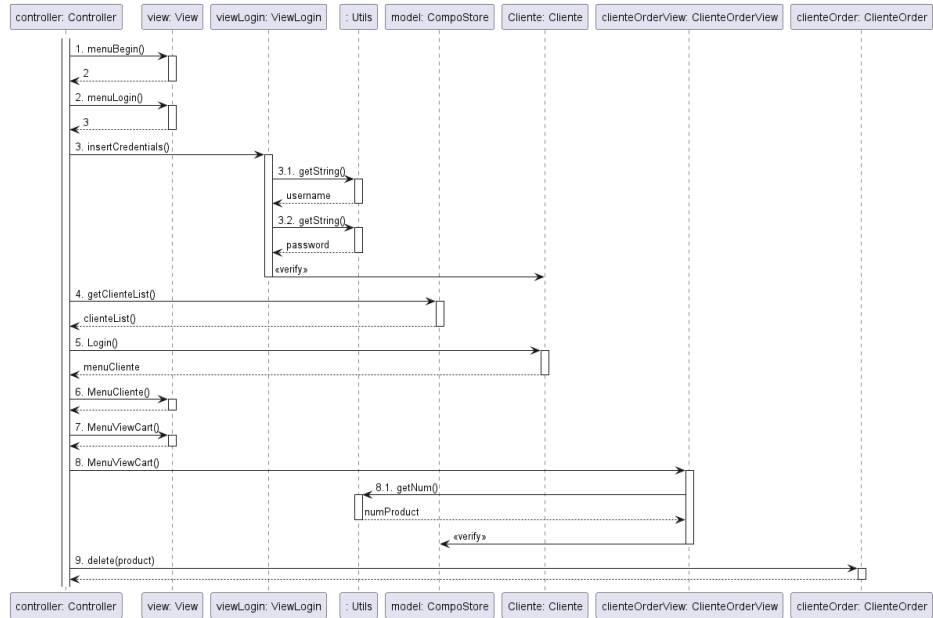 controller: Controller
view: View
viewLogin: ViewLogin
: Utils
model: CompoStore
Cliente: Cliente
clienteOrderView: ClienteOrderView
clienteOrder: ClienteOrder
1. menuBegin()
2
2. menuLogin()
3
3. insertCredentials()
3.1. getString()
username
3.2. getString()
password
«verify»
4. getClienteList()
clienteList()
5. Login()
menuCliente
6. MenuCliente()
7. MenuViewCart()
8. MenuViewCart()
8.1. getNum()
numProduct
«verify»
9. delete(product)
controller: Controller
view: View
viewLogin: ViewLogin
: Utils
model: CompoStore
Cliente: Cliente
clienteOrderView: ClienteOrderView
clienteOrder: ClienteOrder